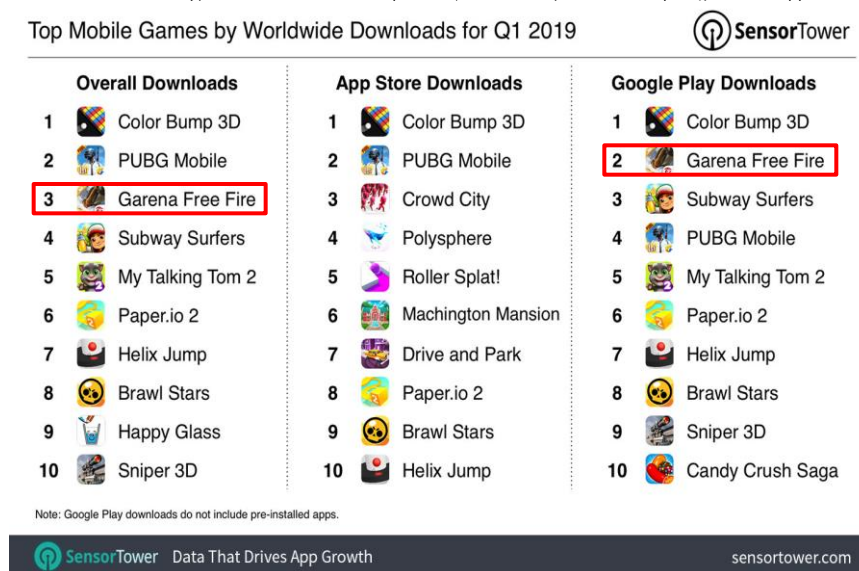 Top Mobile Games by Worldwide Downloads for Q1 2019
SensorTower
Overall Downloads
1 Color Bump 3D
2 PUBG Mobile
3 Garena Free Fire
4 Subway Surfers
5 My Talking Tom 2
6 Paper.io 2
7 Helix Jump
8 Brawl Stars
9 Happy Glass
10 Sniper 3D
App Store Downloads
1 Color Bump 3D
2 PUBG Mobile
3 Crowd City
4 Polysphere
5 Roller Splat!
6 Machington Mansion
7 Drive and Park
8 Paper.io 2
9 Brawl Stars
10 Helix Jump
Google Play Downloads
1 Color Bump 3D
2 Garena Free Fire
3 Subway Surfers
4 PUBG Mobile
5 My Talking Tom 2
6 Paper.io 2
7 Helix Jump
8 Brawl Stars
9 Sniper 3D
10 Candy Crush Saga
Note: Google Play downloads do not include pre-installed apps.
SensorTower Data That Drives App Growth
sensortower.com